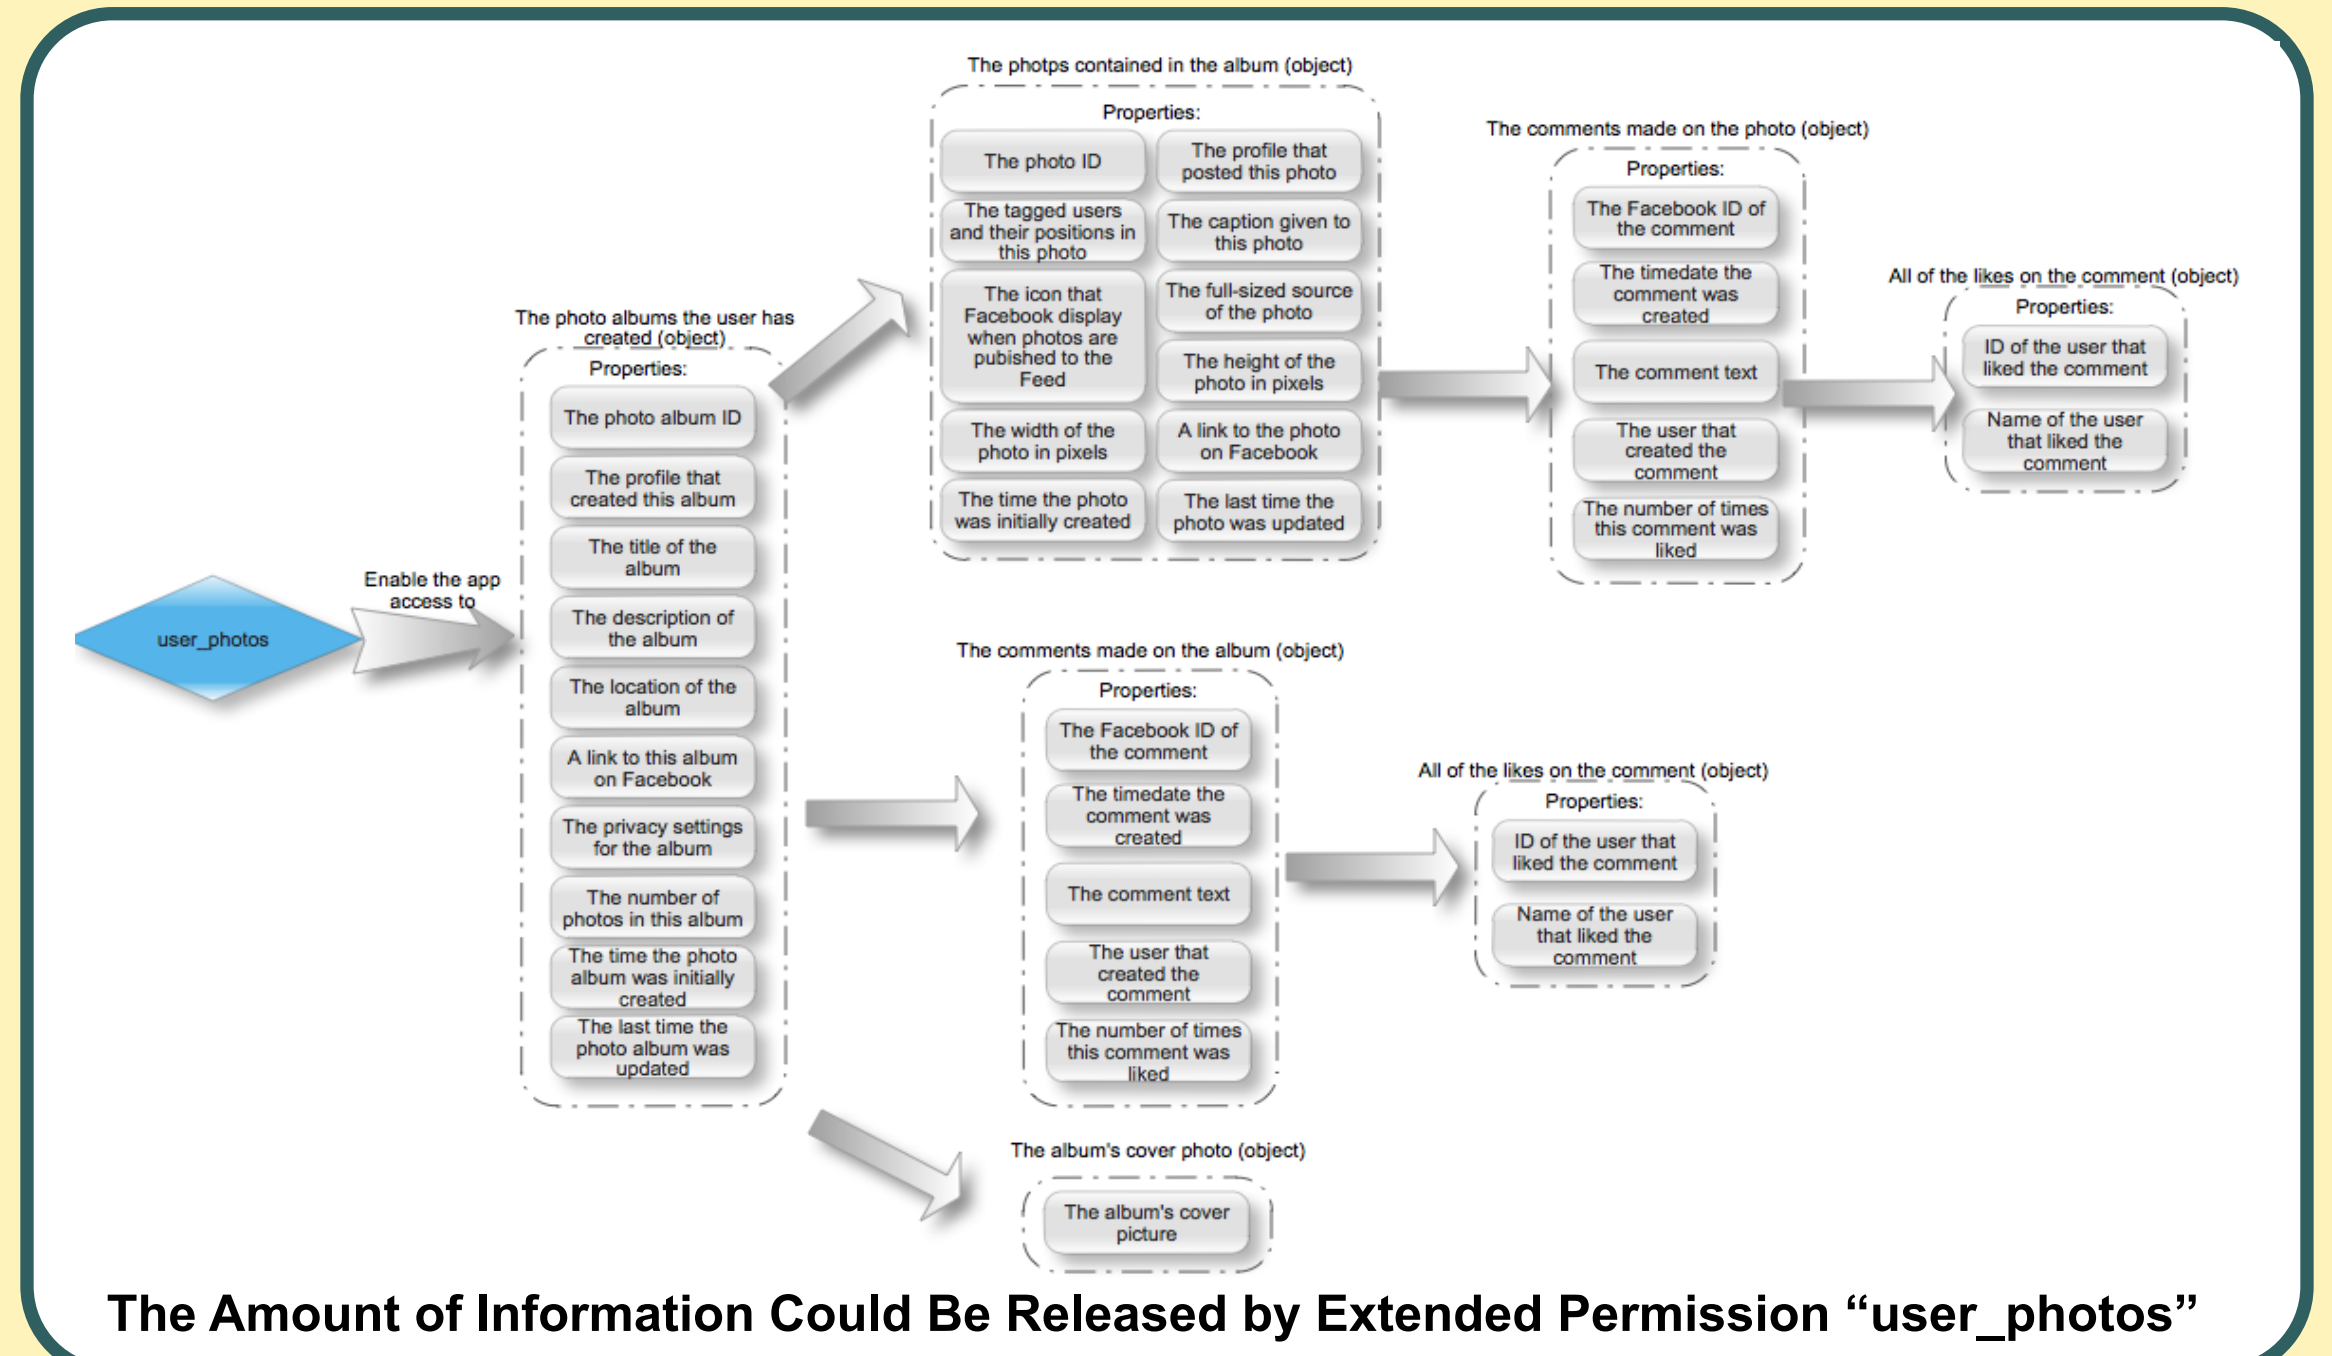 user_photos
Enable the app
access to
The photo albums the user has
created (object)
Properties:
The photo album ID
The profile that
created this album
The title of the
album
The description of
the album
The location of the
album
A link to this album
on Facebook
The privacy settings
for the album
The number of
photos in this album
The time the photo
album was initially
created
The last time the
photo album was
updated
The photps contained in the album (object)
Properties:
The photo ID
The profile that
posted this photo
The tagged users
and their positions in
this photo
The caption given to
this photo
The icon that
Facebook display
when photos are
pubished to the
Feed
The full-sized source
of the photo
The height of the
photo in pixels
The width of the
photo in pixels
A link to the photo
on Facebook
The time the photo
was initially created
The last time the
photo was updated
The comments made on the photo (object)
Properties:
The Facebook ID of
the comment
The timedate the
comment was
created
The comment text
The user that
created the
comment
The number of times
this comment was
liked
All of the likes on the comment (object)
Properties:
ID of the user that
liked the comment
Name of the user
that liked the
comment
The comments made on the album (object)
Properties:
The Facebook ID of
the comment
The timedate the
comment was
created
The comment text
The user that
created the
comment
The number of times
this comment was
liked
All of the likes on the comment (object)
Properties:
ID of the user that
liked the comment
Name of the user
that liked the
comment
The album's cover photo (object)
The album's cover
picture
The Amount of Information Could Be Released by Extended Permission “user_photos”